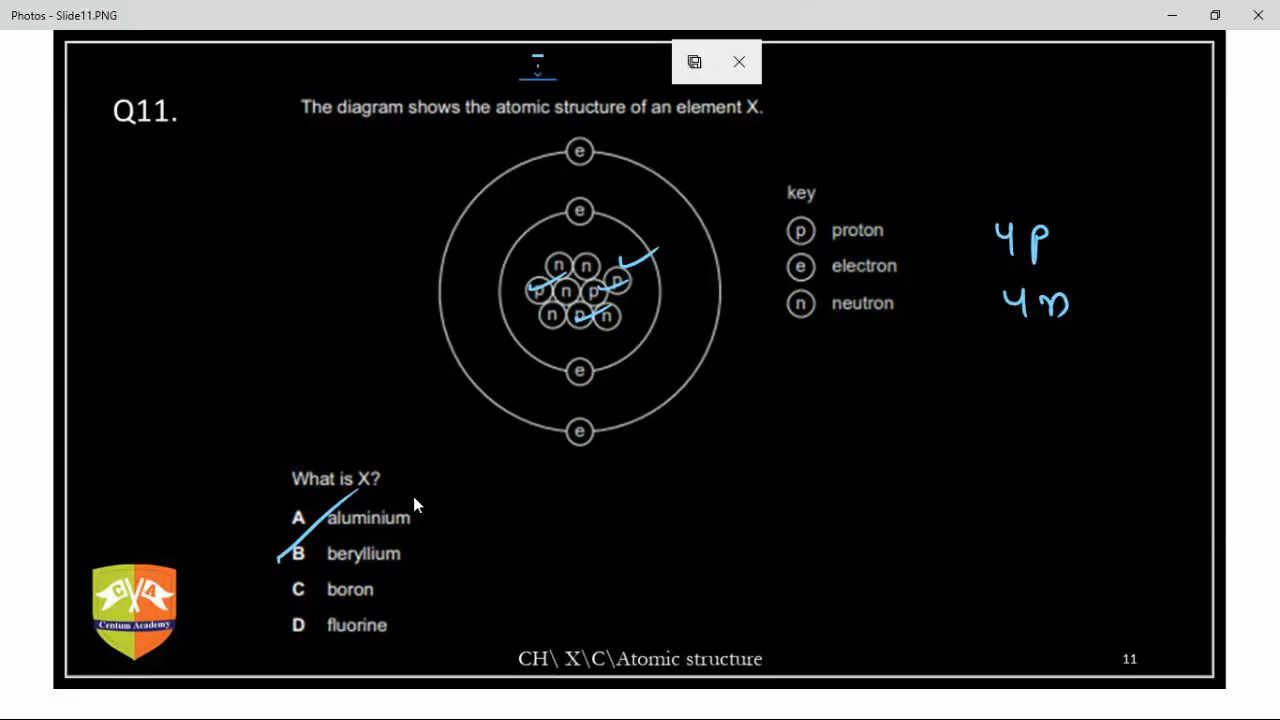 Photos - Slide11.PNG
Q11.
The diagram shows the atomic structure of an element X.
e
e
n n
p n p p
n p n
e
e
key
p proton
e electron
n neutron
4 p
4 n
What is X?
A aluminium
B beryllium
C boron
D fluorine
C A
Centum Academy
CH\ X\C\Atomic structure
11